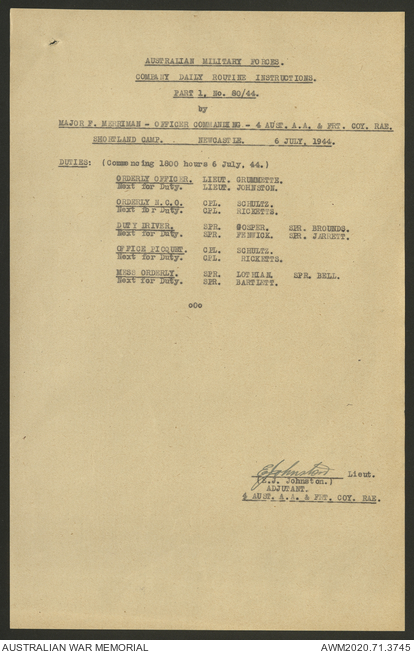 AUSTRALIAN MILITARY FORCES.
COMPANY DAILY ROUTINE INSTRUCTIONS.
PART 1, No. 80/44.
by
MAJOR F. MERRIMAN - OFFICER COMMANDING - 4 AUST. A.A. & FRT. COY. RAE.
SHORTLAND CAMP. NEWCASTLE. 6 JULY, 1944.
DUTIES: (Commencing 1800 hours 6 July, 44.)
ORDERLY OFFICER. LIEUT. GRUMMETTE.
Next for Duty. LIEUT. JOHNSTON.
ORDERLY N.C.O. CPL. SCHULTZ.
Next for Duty. CPL. RICKETTS.
DUTY DRIVER. SPR. GOSPER. SPR. BROUNDS.
Next for Duty. SPR. FENWICK. SPR. JARRETT.
OFFICE PICQUET. CPL. SCHULTZ.
Next for Duty. CPL. RICKETTS.
MESS ORDERLY. SPR. LOTHIAN. SPR. BELL.
Next for Duty. SPR. BARTLETT.
oOo
EJohnston Lieut.
(E.J. Johnston.)
ADJUTANT.
4 AUST. A.A. & FRT. COY. RAE.
AUSTRALIAN WAR MEMORIAL AWM2020.71.3745